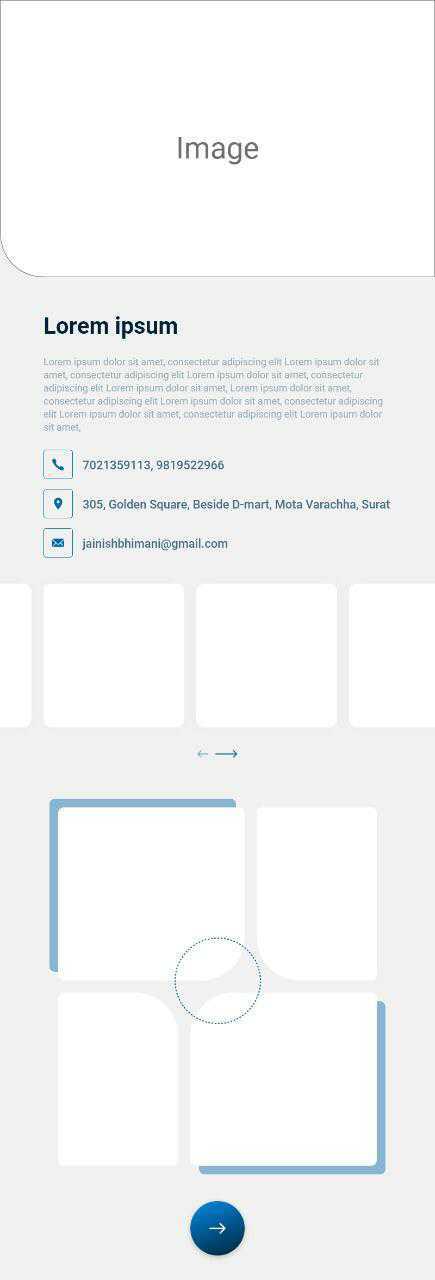 Image
Lorem ipsum
Lorem ipsum dolor sit amet, consectetur adipiscing elit Lorem ipsum dolor sit
amet, consectetur adipiscing elit Lorem ipsum dolor sit amet, consectetur
adipiscing elit Lorem ipsum dolor sit amet, Lorem ipsum dolor sit amet,
consectetur adipiscing elit Lorem ipsum dolor sit amet, consectetur adipiscing
elit Lorem ipsum dolor sit amet, consectetur adipiscing elit Lorem ipsum dolor
sit amet,
7021359113, 9819522966
305, Golden Square, Beside D-mart, Mota Varachha, Surat
jainishbhimani@gmail.com